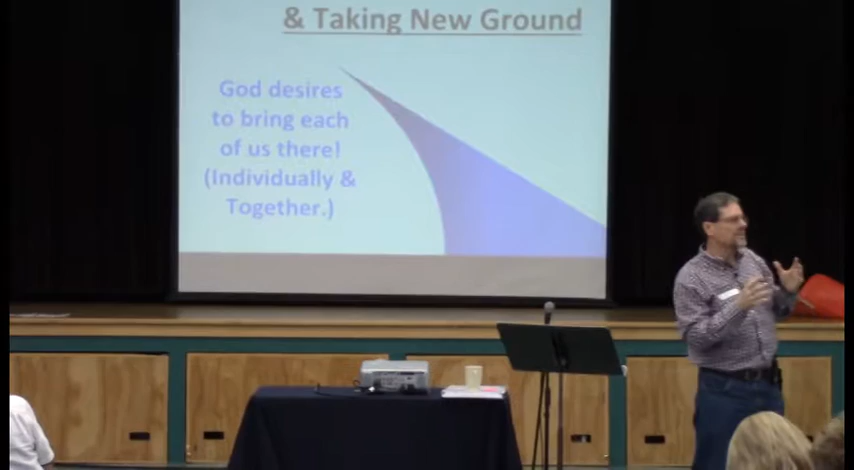 & Taking New Ground
God desires
to bring each
of us there!
(Individually &
Together.)